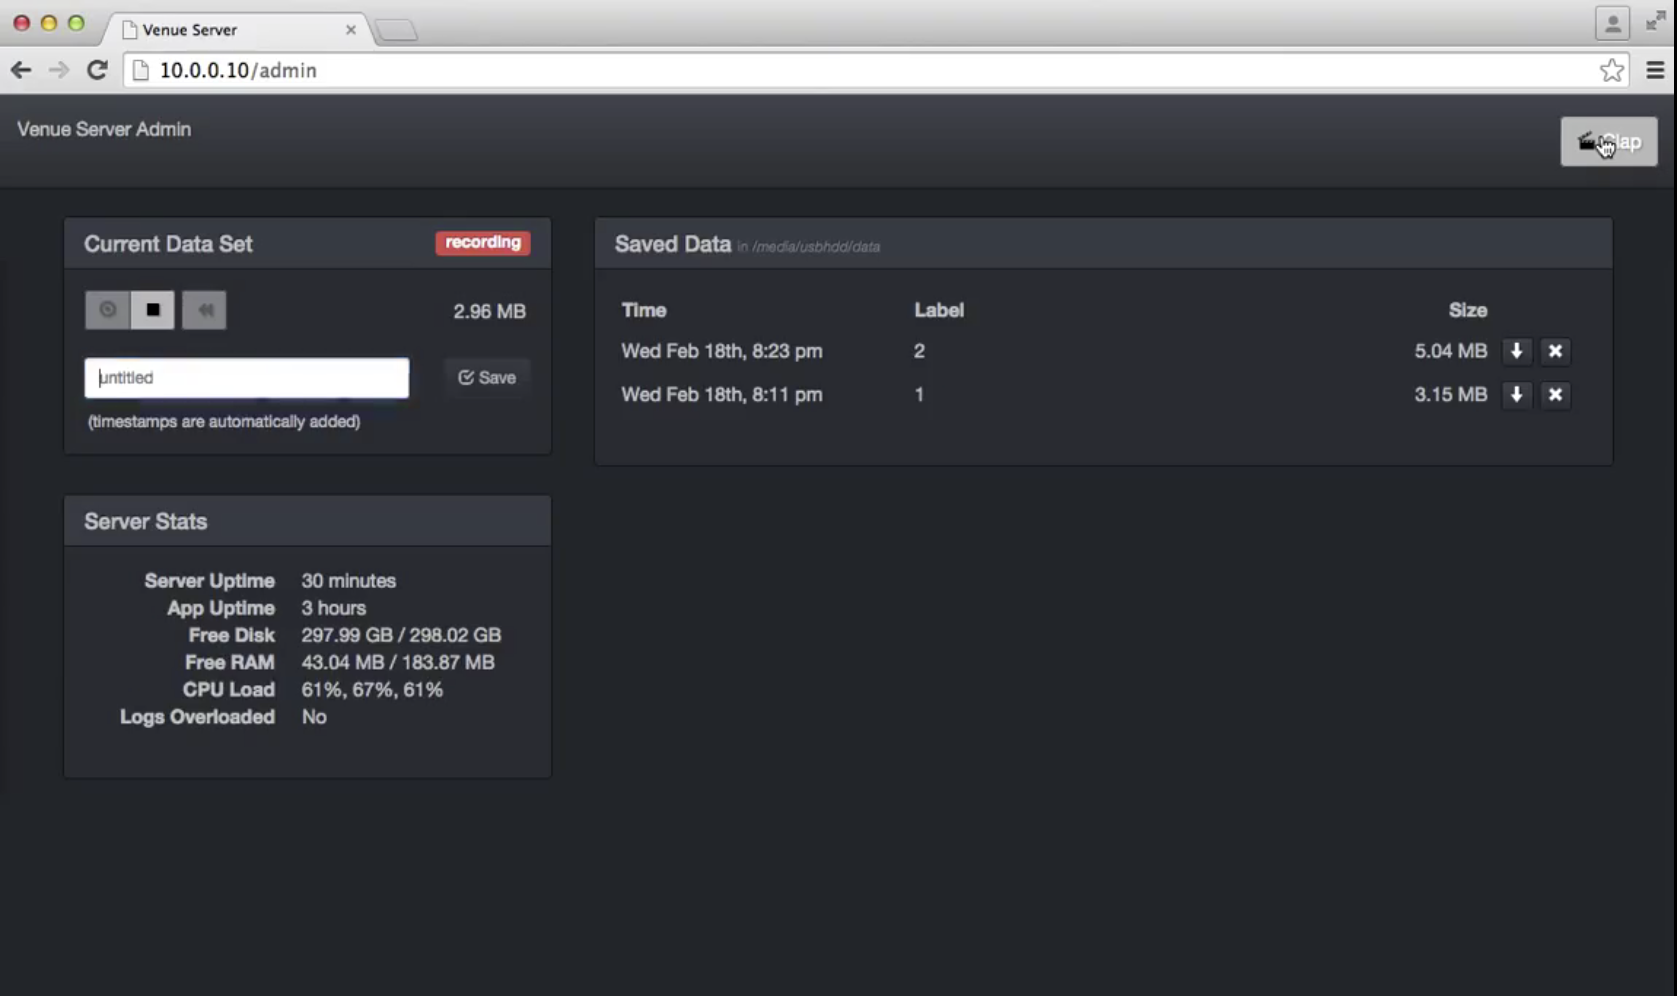 Venue Server
10.0.0.10/admin
Venue Server Admin
Clap
Current Data Set
recording
2.96 MB
untitled
Save
(timestamps are automatically added)
Saved Data in /media/usbhdd/data
Time Label Size
Wed Feb 18th, 8:23 pm 2 5.04 MB
Wed Feb 18th, 8:11 pm 1 3.15 MB
Server Stats
Server Uptime 30 minutes
App Uptime 3 hours
Free Disk 297.99 GB / 298.02 GB
Free RAM 43.04 MB / 183.87 MB
CPU Load 61%, 67%, 61%
Logs Overloaded No